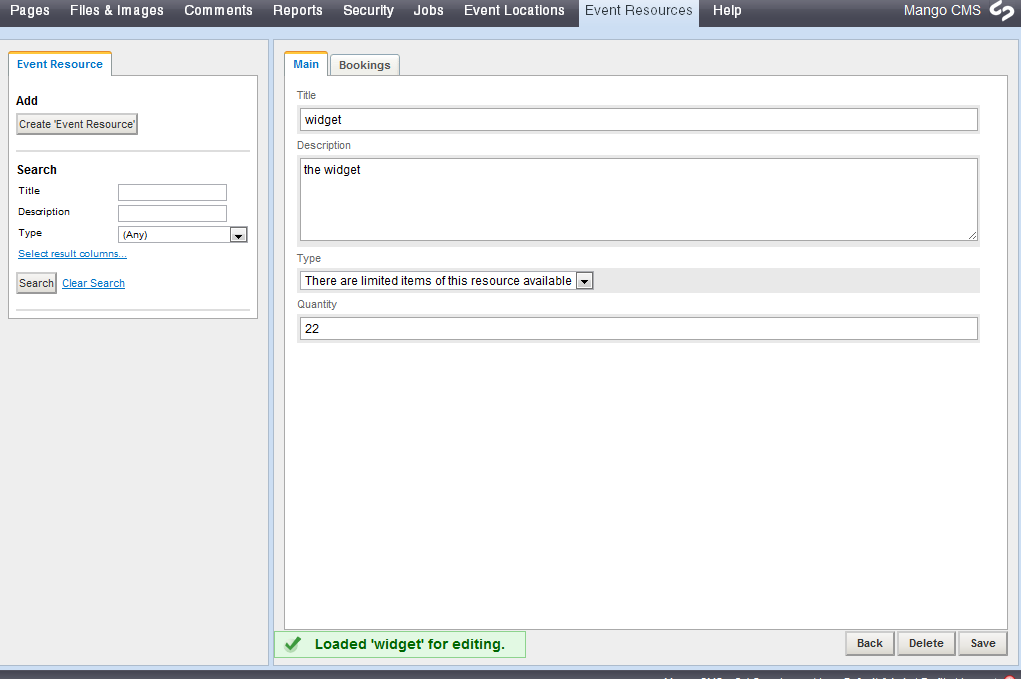 Pages Files & Images Comments Reports Security Jobs Event Locations Event Resources Help Mango CMS
Event Resource
Add
Create 'Event Resource'
Search
Title
Description
Type (Any)
Select result columns...
Search Clear Search
Main Bookings
Title
widget
Description
the widget
Type
There are limited items of this resource available
Quantity
22
Loaded 'widget' for editing.
Back Delete Save